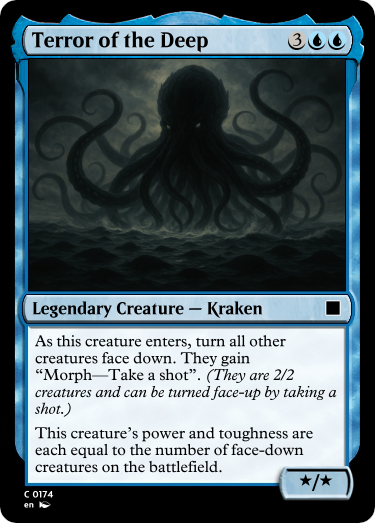 Terror of the Deep 3
Legendary Creature — Kraken
As this creature enters, turn all other
creatures face down. They gain
“Morph—Take a shot”. (They are 2/2
creatures and can be turned face-up by taking a
shot.)
This creature’s power and toughness are
each equal to the number of face-down
creatures on the battlefield.
★/★
C 0174
en